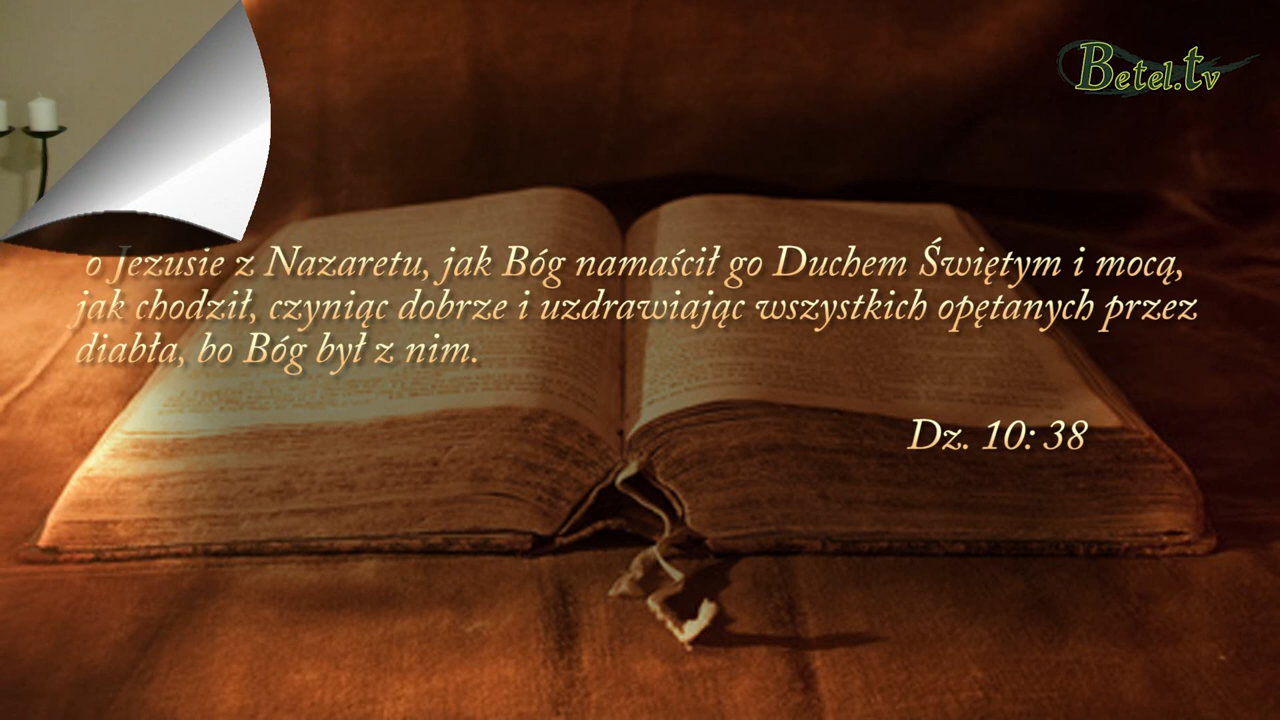 Betel.tv
o Jezusie z Nazaretu, jak Bóg namaścił go Duchem Świętym i mocą,
jak chodził, czyniąc dobrze i uzdrawiając wszystkich opętanych przez
diabła, bo Bóg był z nim.
Dz. 10: 38